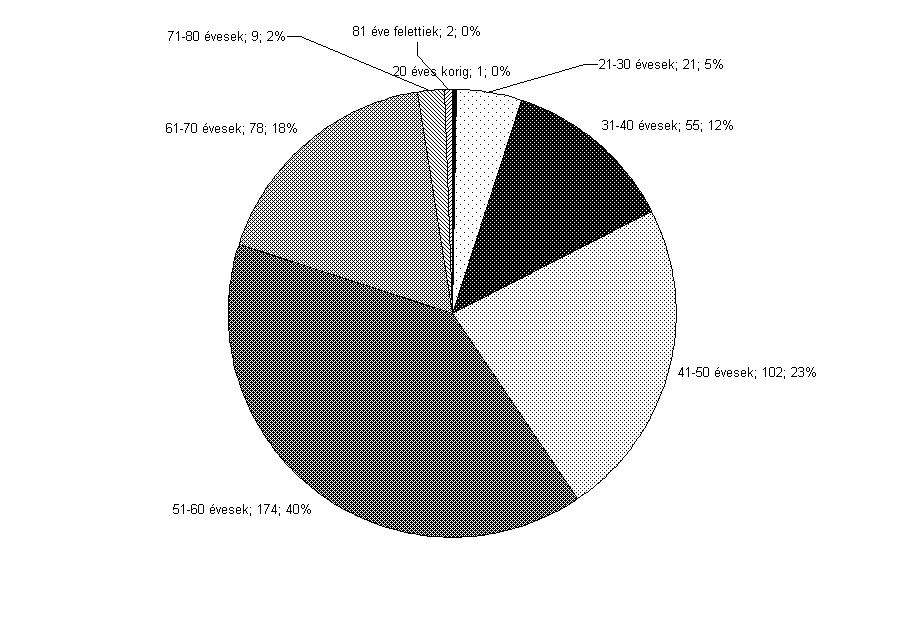 81 éve felettiek; 2; 0%
71-80 évesek; 9; 2%
21-30 évesek; 21; 5%
20 éves korig; 1; 0%
31-40 évesek; 55; 12%
61-70 évesek; 78; 18%
41-50 évesek; 102; 23%
51-60 évesek; 174; 40%